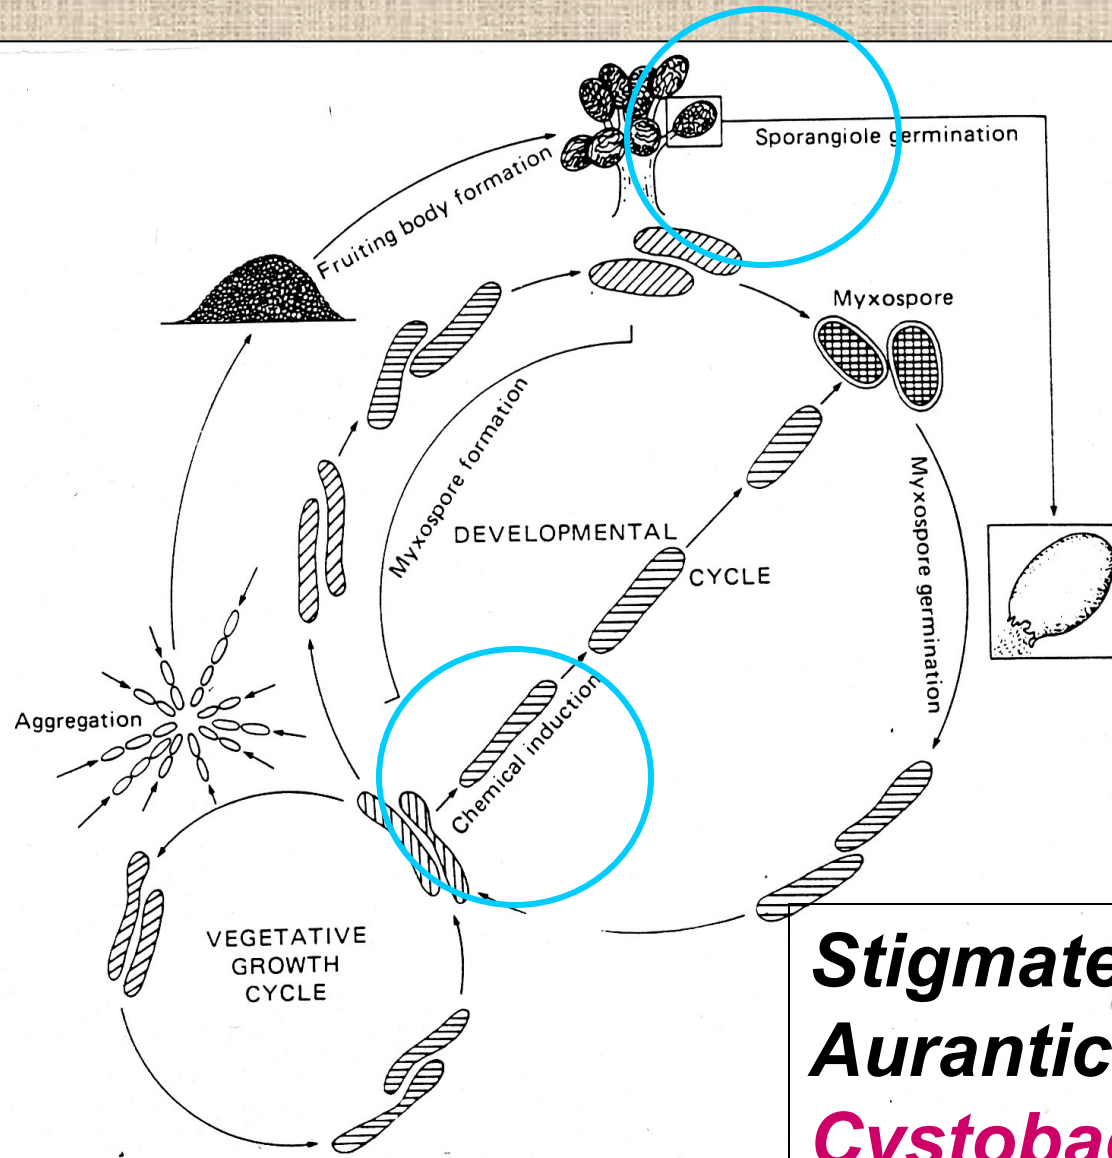 Sporangiole germination
Fruiting body formation
Myxospore
Myxospore formation
DEVELOPMENTAL
CYCLE
Myxospore germination
Aggregation
Chemical induction
VEGETATIVE
GROWTH
CYCLE
Stigmate
Aurantic
Cystobac